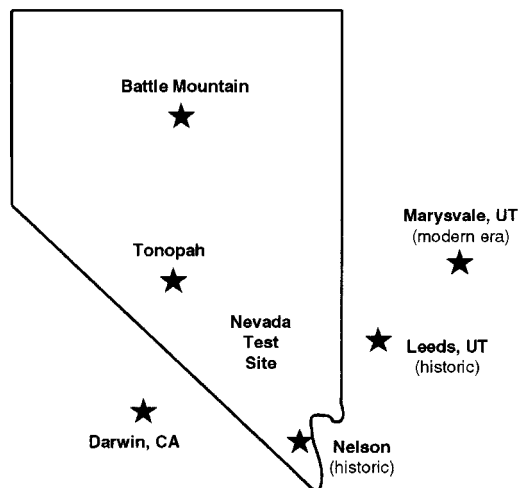 Battle Mountain
Marysvale, UT
(modern era)
Tonopah
Nevada
Test
Site
Leeds, UT
(historic)
Darwin, CA
Nelson
(historic)